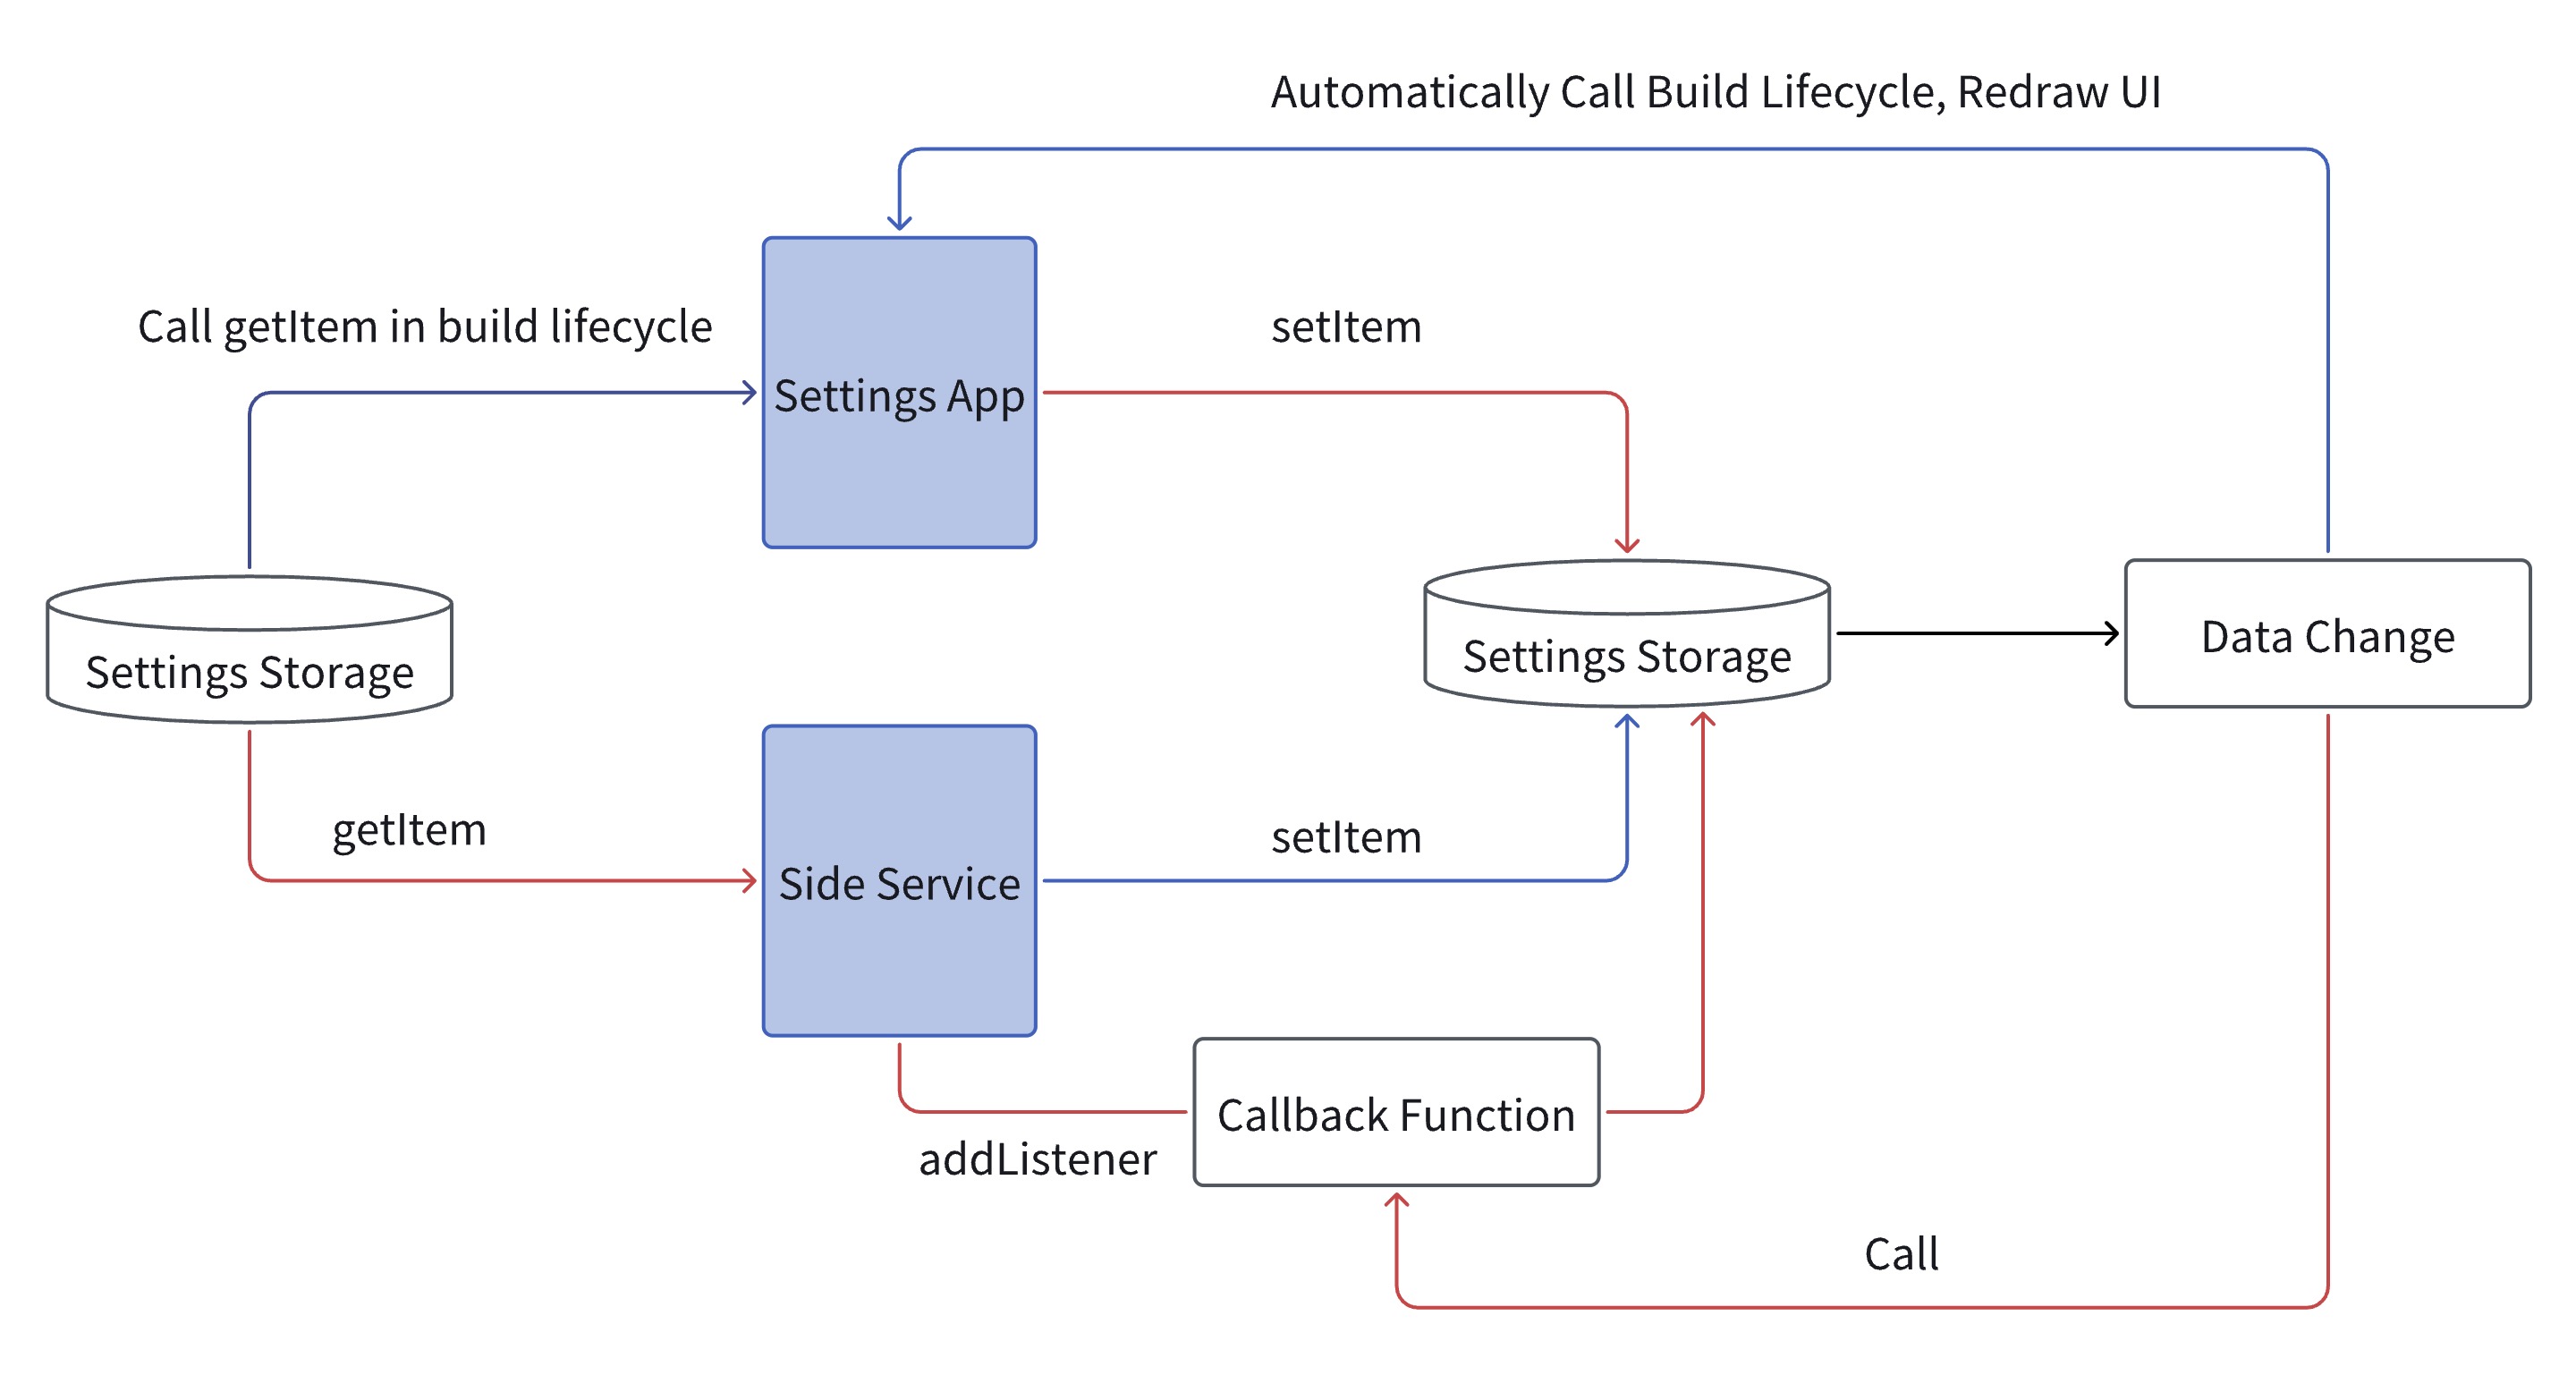 Automatically Call Build Lifecycle, Redraw UI
Call getItem in build lifecycle
setItem
Settings App
Settings Storage
Settings Storage
Data Change
getItem
setItem
Side Service
Callback Function
addListener
Call